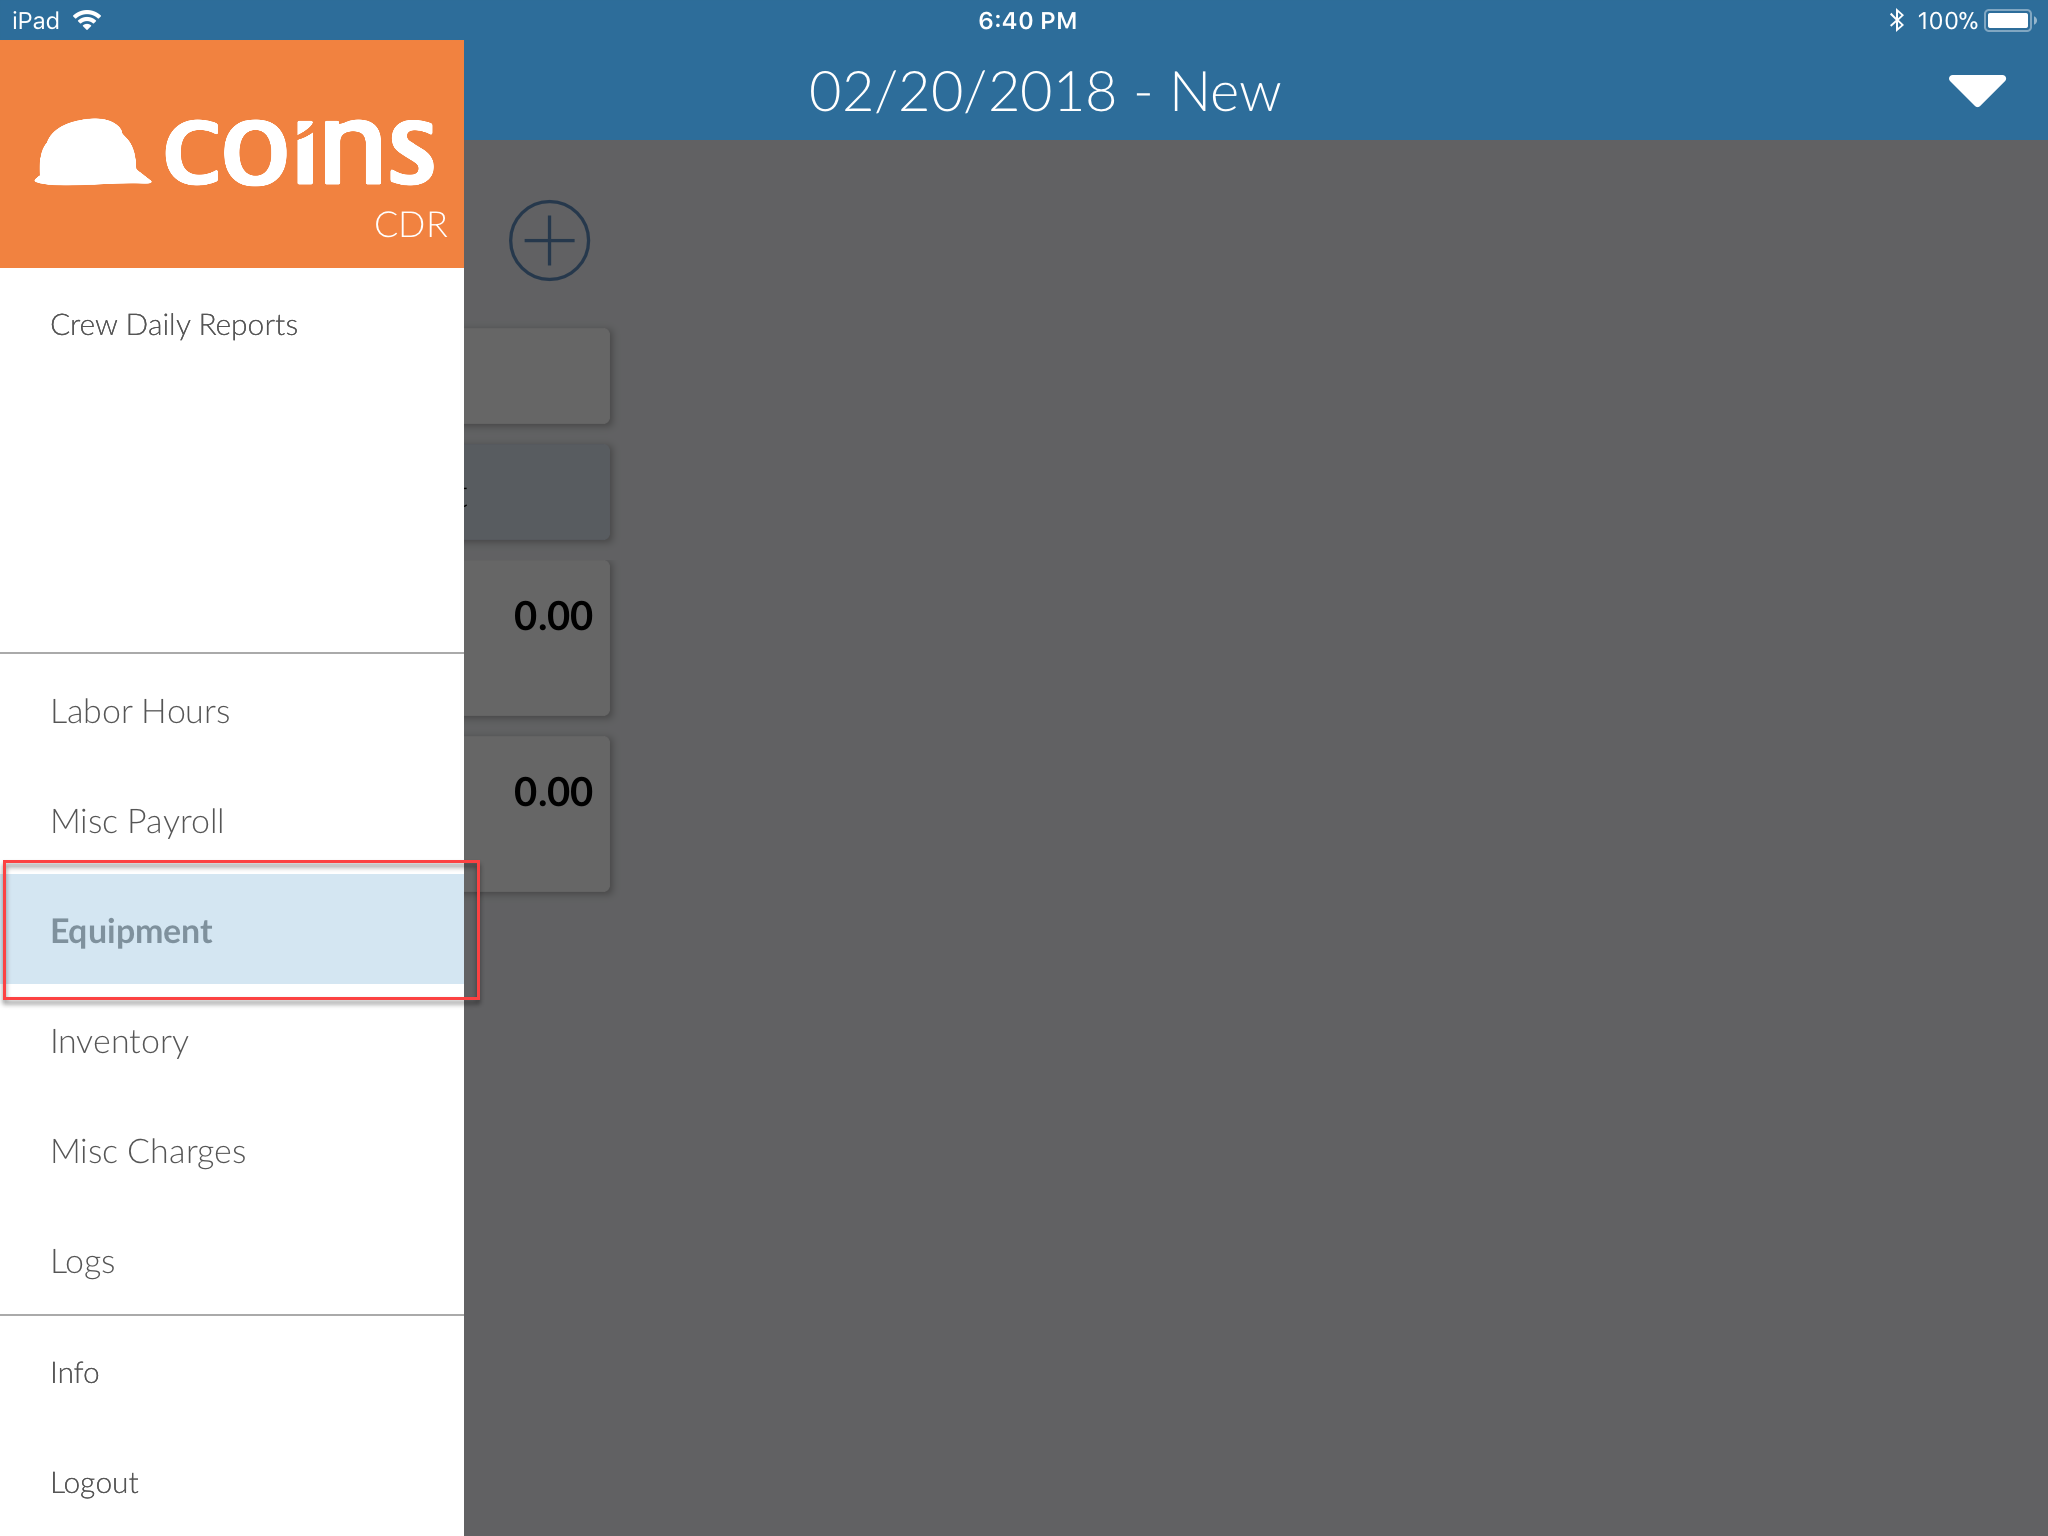 iPad 6:40 PM 100%
02/20/2018 - New
coins
CDR
Crew Daily Reports
0.00
Labor Hours
0.00
Misc Payroll
Equipment
Inventory
Misc Charges
Logs
Info
Logout